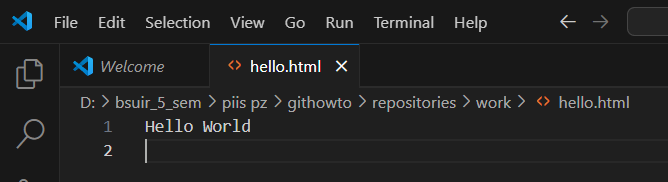 File Edit Selection View Go Run Terminal Help
Welcome hello.html
D: > bsuir_5_sem > piis pz > githowto > repositories > work > hello.html
1 Hello World
2